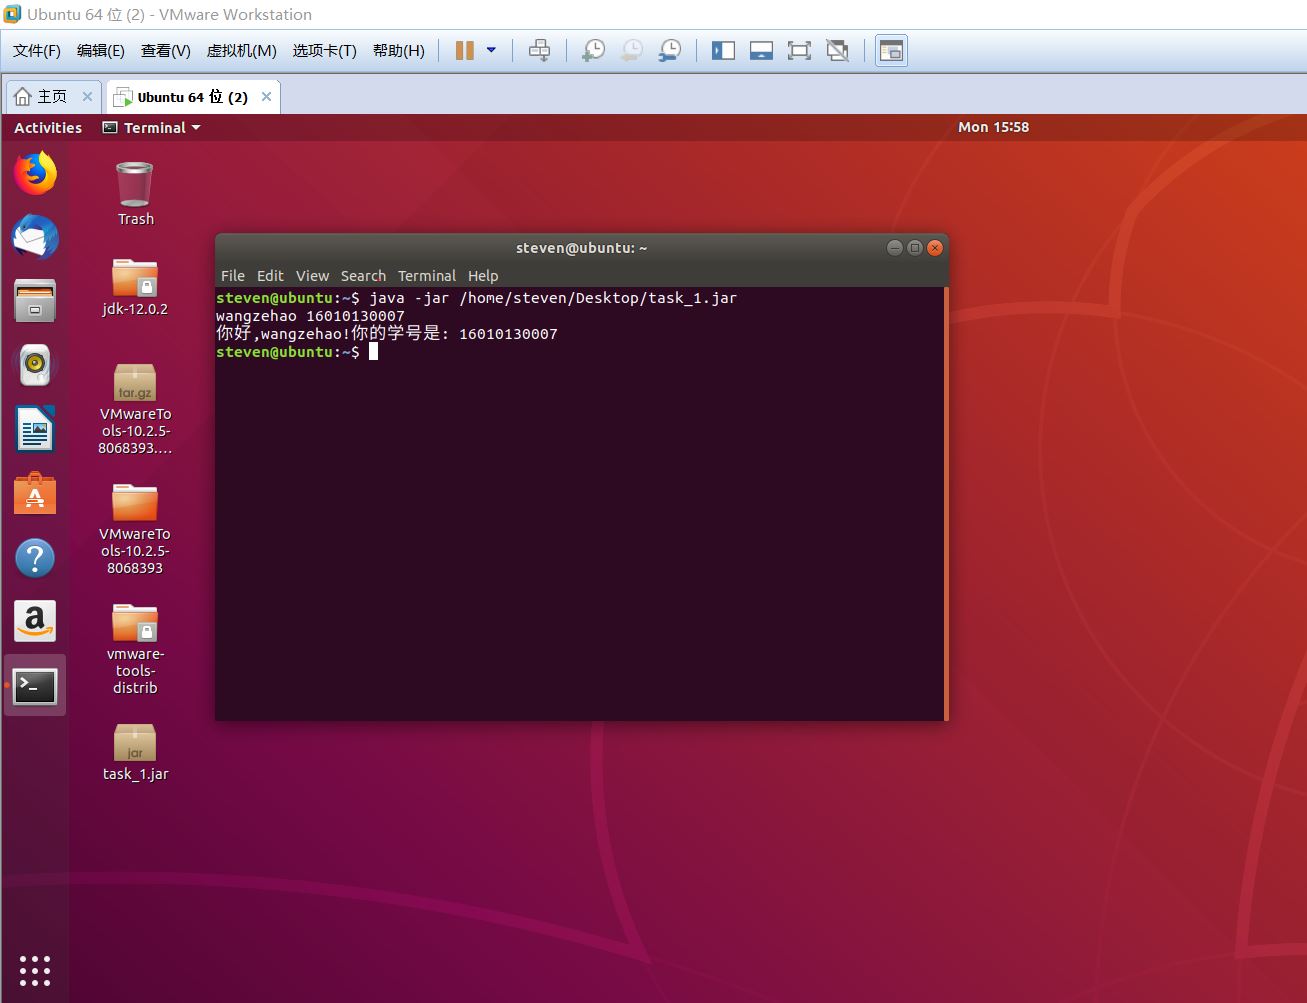 Ubuntu 64 位 (2) - VMware Workstation
文件(F) 编辑(E) 查看(V) 虚拟机(M) 选项卡(T) 帮助(H)
主页 Ubuntu 64 位 (2)
Activities Terminal Mon 15:58
Trash
jdk-12.0.2
tar.gz
VMwareTo
ols-10.2.5-
8068393....
VMwareTo
ols-10.2.5-
8068393
vmware-
tools-
distrib
jar
task_1.jar
steven@ubuntu: ~
File Edit View Search Terminal Help
steven@ubuntu:~$ java -jar /home/steven/Desktop/task_1.jar
wangzehao 16010130007
你好,wangzehao!你的学号是: 16010130007
steven@ubuntu:~$